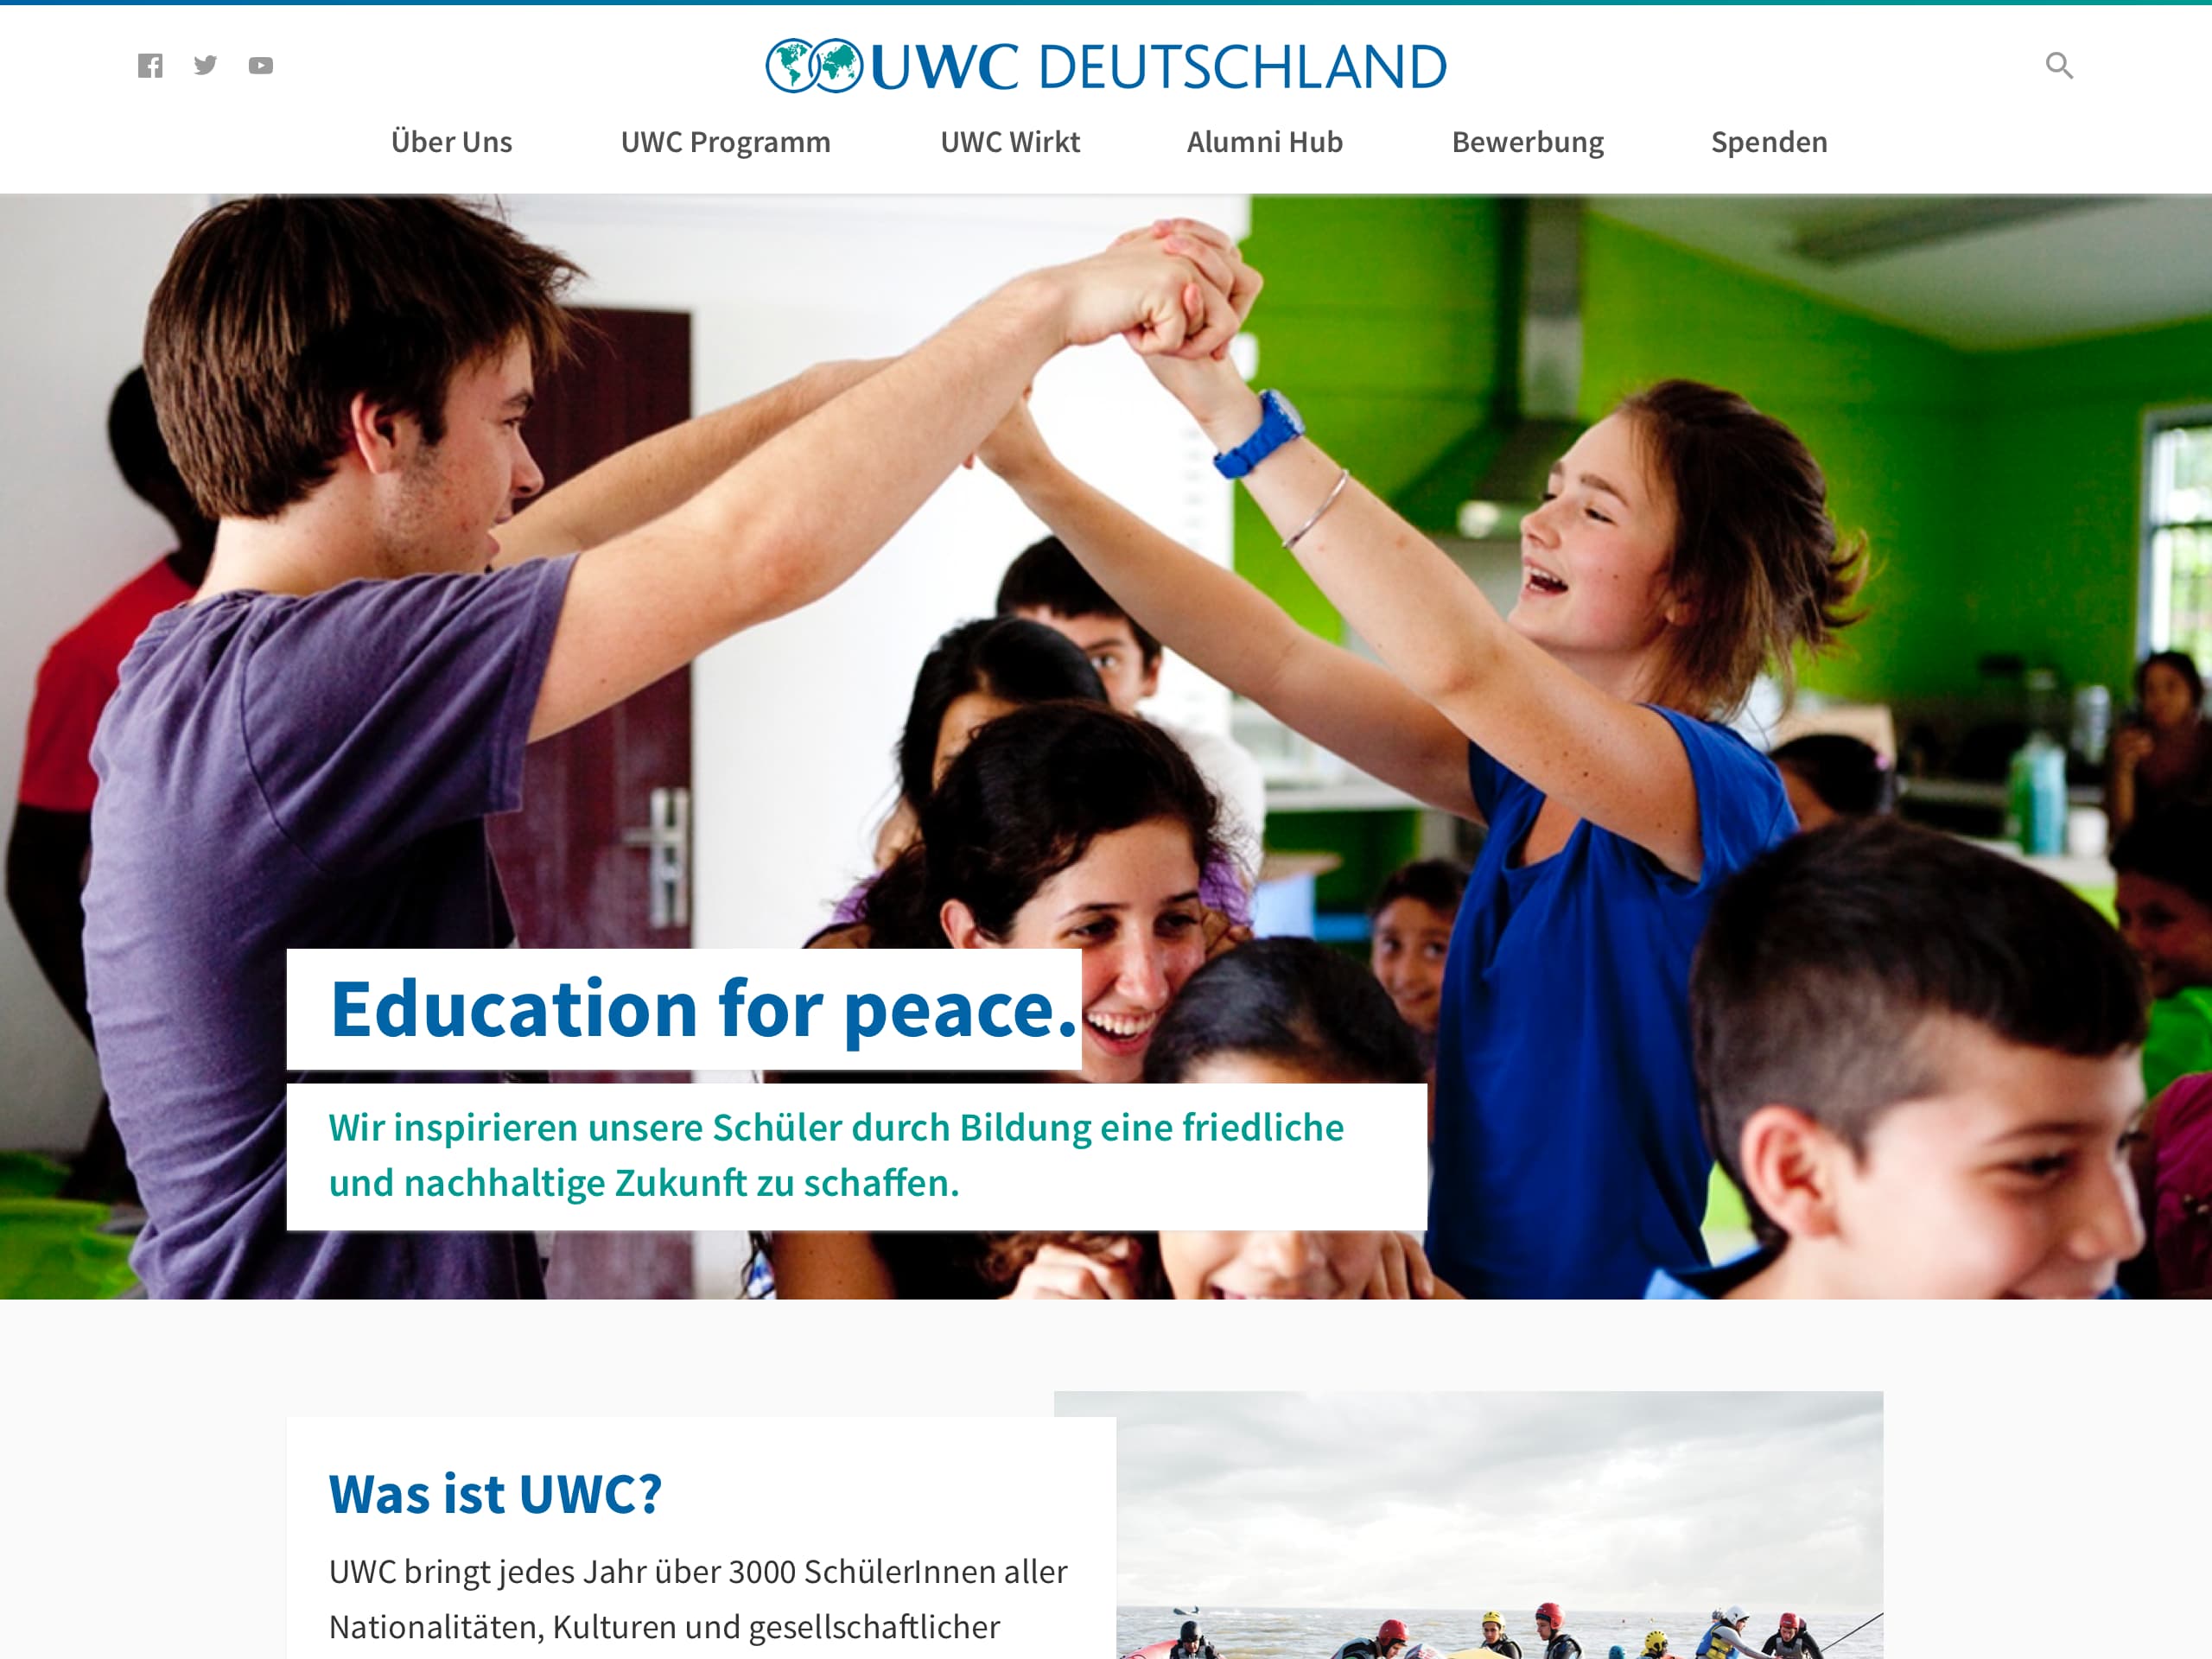 UWC DEUTSCHLAND
Über Uns UWC Programm UWC Wirkt Alumni Hub Bewerbung Spenden
Education for peace.
Wir inspirieren unsere Schüler durch Bildung eine friedliche
und nachhaltige Zukunft zu schaffen.
Was ist UWC?
UWC bringt jedes Jahr über 3000 SchülerInnen aller
Nationalitäten, Kulturen und gesellschaftlicher